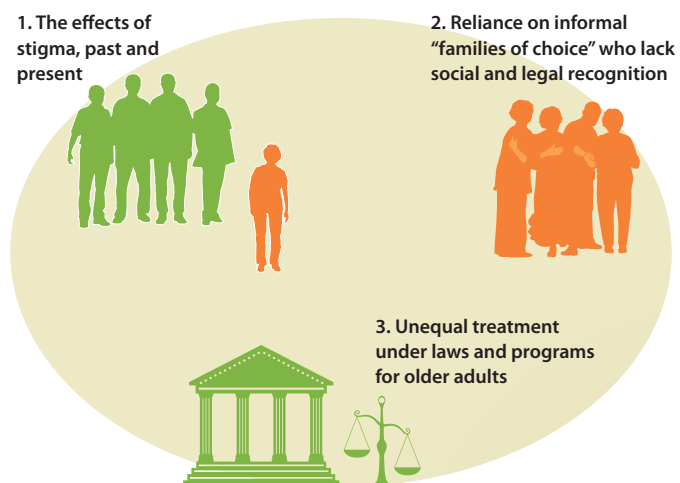 1. The effects of
stigma, past and
present
2. Reliance on informal
“families of choice” who lack
social and legal recognition
3. Unequal treatment
under laws and programs
for older adults